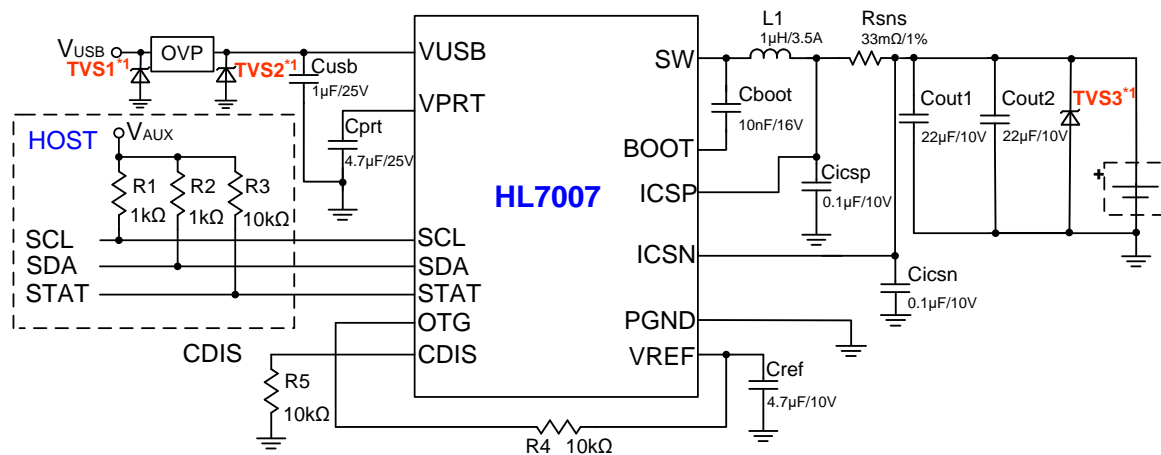 VUSB
OVP
TVS1*1
TVS2*1
Cusb
1µF/25V
Cprt
4.7µF/25V
HOST
VAUX
R1
1kΩ
R2
1kΩ
R3
10kΩ
SCL
SDA
STAT
CDIS
R5
10kΩ
R4 10kΩ
VUSB
VPRT
SCL
SDA
STAT
OTG
CDIS
HL7007
SW
BOOT
ICSP
ICSN
PGND
VREF
L1
1µH/3.5A
Rsns
33mΩ/1%
Cboot
10nF/16V
Cicsp
0.1µF/10V
Cout1
22µF/10V
Cout2
22µF/10V
TVS3*1
+
Cicsn
0.1µF/10V
Cref
4.7µF/10V